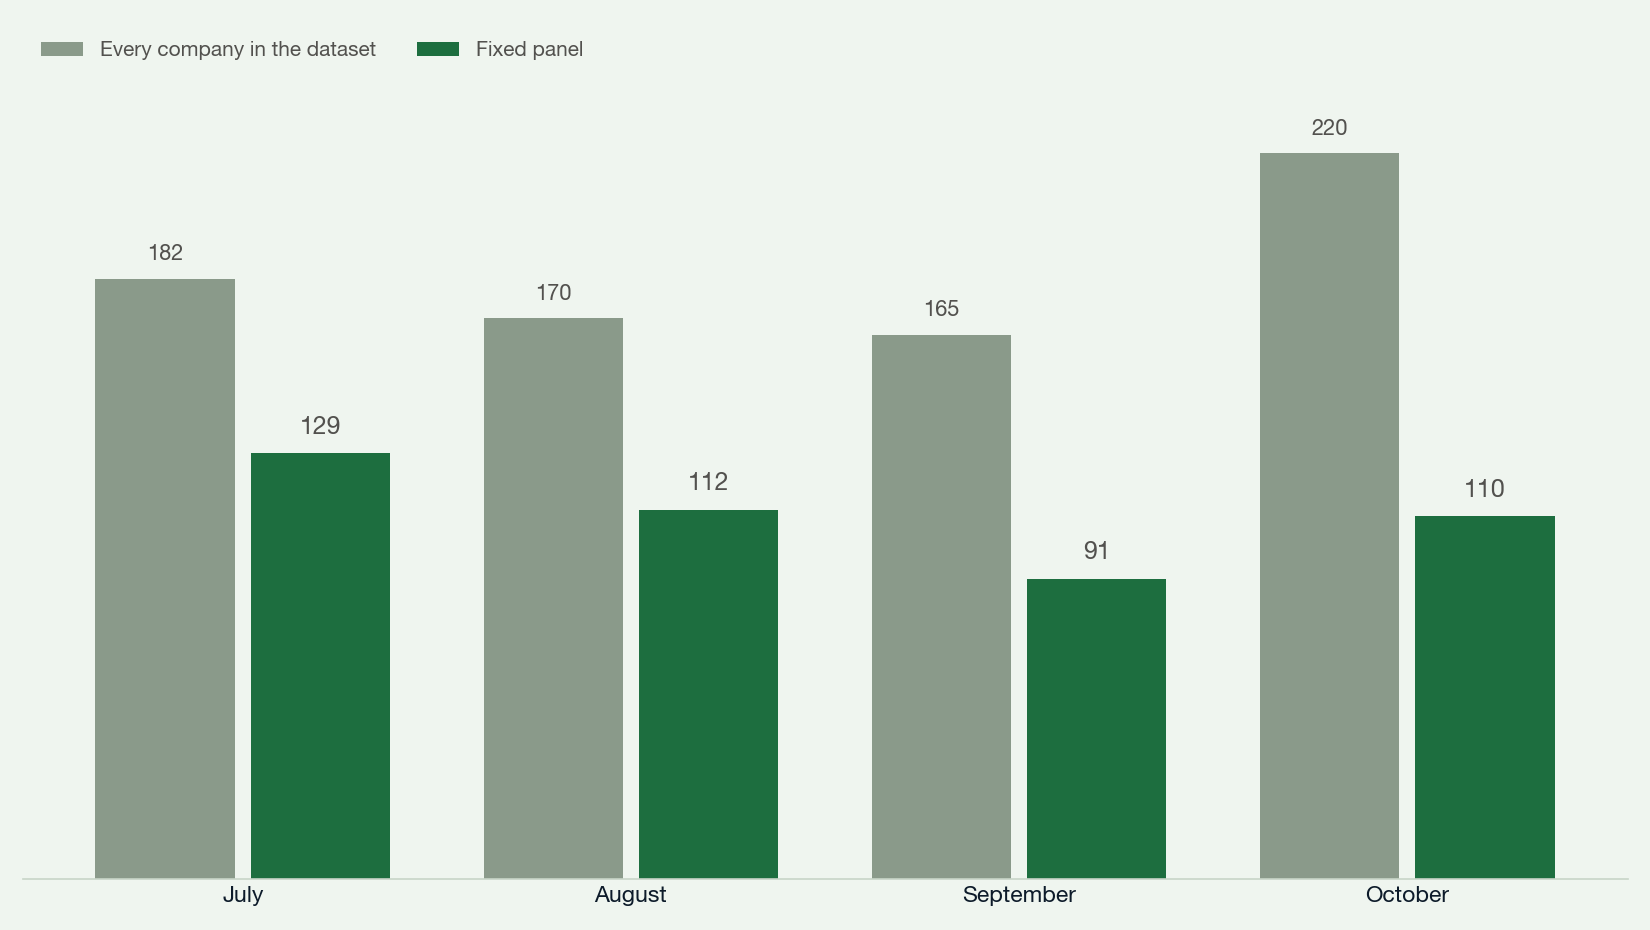 Every company in the dataset
Fixed panel
182
129
170
112
165
91
220
110
July
August
September
October